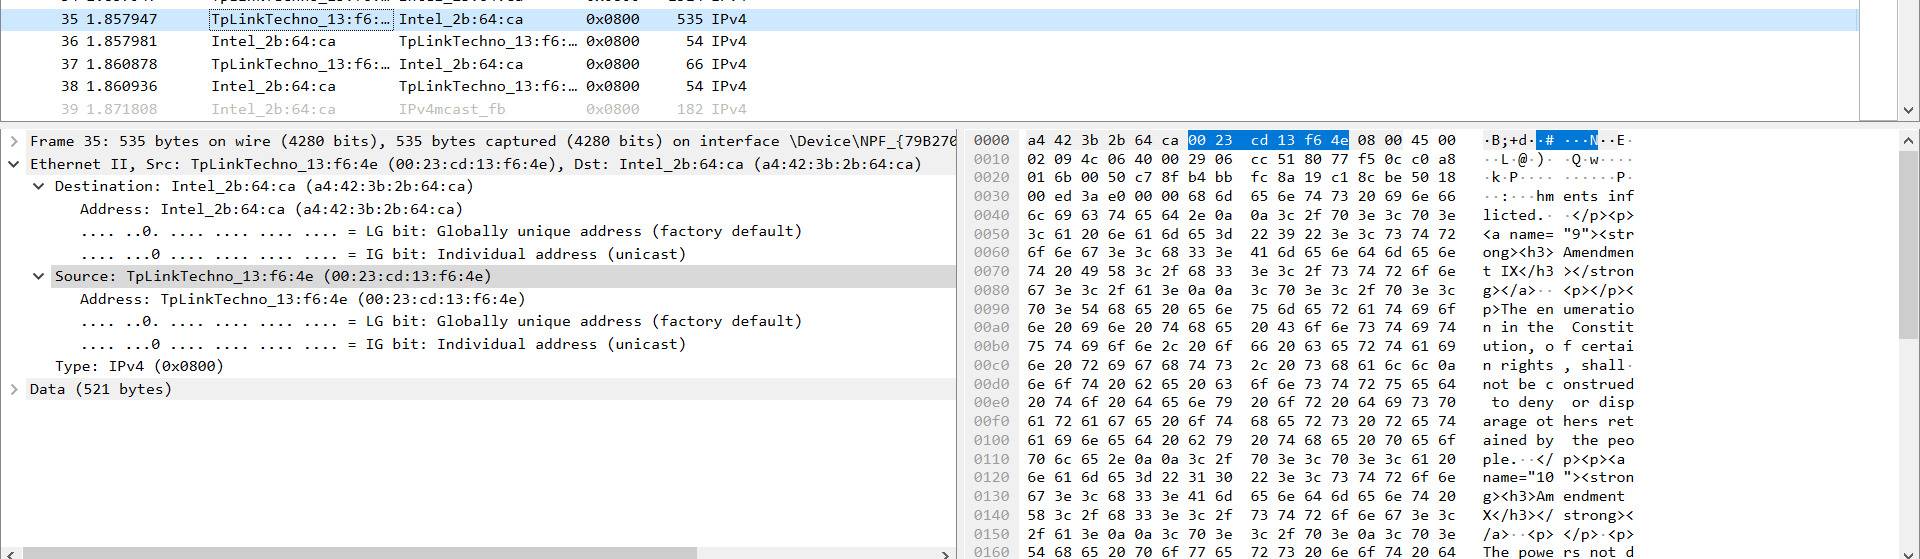 35 1.857947 TpLinkTechno_13:f6:… Intel_2b:64:ca 0x0800 535 IPv4
36 1.857981 Intel_2b:64:ca TpLinkTechno_13:f6:… 0x0800 54 IPv4
37 1.860878 TpLinkTechno_13:f6:… Intel_2b:64:ca 0x0800 66 IPv4
38 1.860936 Intel_2b:64:ca TpLinkTechno_13:f6:… 0x0800 54 IPv4
39 1.871808 Intel_2b:64:ca IPv4mcast_fb 0x0800 182 IPv4
Frame 35: 535 bytes on wire (4280 bits), 535 bytes captured (4280 bits) on interface \Device\NPF_{79B270
Ethernet II, Src: TpLinkTechno_13:f6:4e (00:23:cd:13:f6:4e), Dst: Intel_2b:64:ca (a4:42:3b:2b:64:ca)
Destination: Intel_2b:64:ca (a4:42:3b:2b:64:ca)
Address: Intel_2b:64:ca (a4:42:3b:2b:64:ca)
.... ..0. .... .... .... .... = LG bit: Globally unique address (factory default)
.... ...0 .... .... .... .... = IG bit: Individual address (unicast)
Source: TpLinkTechno_13:f6:4e (00:23:cd:13:f6:4e)
Address: TpLinkTechno_13:f6:4e (00:23:cd:13:f6:4e)
.... ..0. .... .... .... .... = LG bit: Globally unique address (factory default)
.... ...0 .... .... .... .... = IG bit: Individual address (unicast)
Type: IPv4 (0x0800)
Data (521 bytes)
0000 a4 42 3b 2b 64 ca 00 23 cd 13 f6 4e 08 00 45 00 ·B;+d··# ···N··E·
0010 02 09 4c 06 40 00 29 06 cc 51 80 77 f5 0c c0 a8 ··L·@·)· ·Q·w····
0020 01 6b 00 50 c7 8f b4 bb fc 8a 19 c1 8c be 50 18 ·k·P···· ······P·
0030 00 ed 3a e0 00 00 68 6d 65 6e 74 73 20 69 6e 66 ··:···hm ents inf
0040 6c 69 63 74 65 64 2e 0a 0a 3c 2f 70 3e 3c 70 3e licted.· ·</p><p>
0050 3c 61 20 6e 61 6d 65 3d 22 39 22 3e 3c 73 74 72 <a name= "9"><str
0060 6f 6e 67 3e 3c 68 33 3e 41 6d 65 6e 64 6d 65 6e ong><h3> Amendmen
0070 74 20 49 58 3c 2f 68 33 3e 3c 2f 73 74 72 6f 6e t IX</h3 ></stron
0080 67 3e 3c 2f 61 3e 0a 0a 3c 70 3e 3c 2f 70 3e 3c g></a>·· <p></p><
0090 70 3e 54 68 65 20 65 6e 75 6d 65 72 61 74 69 6f p>The en umeratio
00a0 6e 20 69 6e 20 74 68 65 20 43 6f 6e 73 74 69 74 n in the  Constit
00b0 75 74 69 6f 6e 2c 20 6f 66 20 63 65 72 74 61 69 ution, o f certai
00c0 6e 20 72 69 67 68 74 73 2c 20 73 68 61 6c 6c 0a n rights , shall·
00d0 6e 6f 74 20 62 65 20 63 6f 6e 73 74 72 75 65 64 not be c onstrued
00e0 20 74 6f 20 64 65 6e 79 20 6f 72 20 64 69 73 70  to deny  or disp
00f0 61 72 61 67 65 20 6f 74 68 65 72 73 20 72 65 74 arage ot hers ret
0100 61 69 6e 65 64 20 62 79 20 74 68 65 20 70 65 6f ained by  the peo
0110 70 6c 65 2e 0a 0a 3c 2f 70 3e 3c 70 3e 3c 61 20 ple.··</ p><p><a
0120 6e 61 6d 65 3d 22 31 30 22 3e 3c 73 74 72 6f 6e name="10 "><stron
0130 67 3e 3c 68 33 3e 41 6d 65 6e 64 6d 65 6e 74 20 g><h3>Am endment
0140 58 3c 2f 68 33 3e 3c 2f 73 74 72 6f 6e 67 3e 3c X</h3></ strong><
0150 2f 61 3e 0a 0a 3c 70 3e 3c 2f 70 3e 0a 3c 70 3e /a>··<p> </p>·<p>
0160 54 68 65 20 70 6f 77 65 72 73 20 6e 6f 74 20 64 The powe rs not d